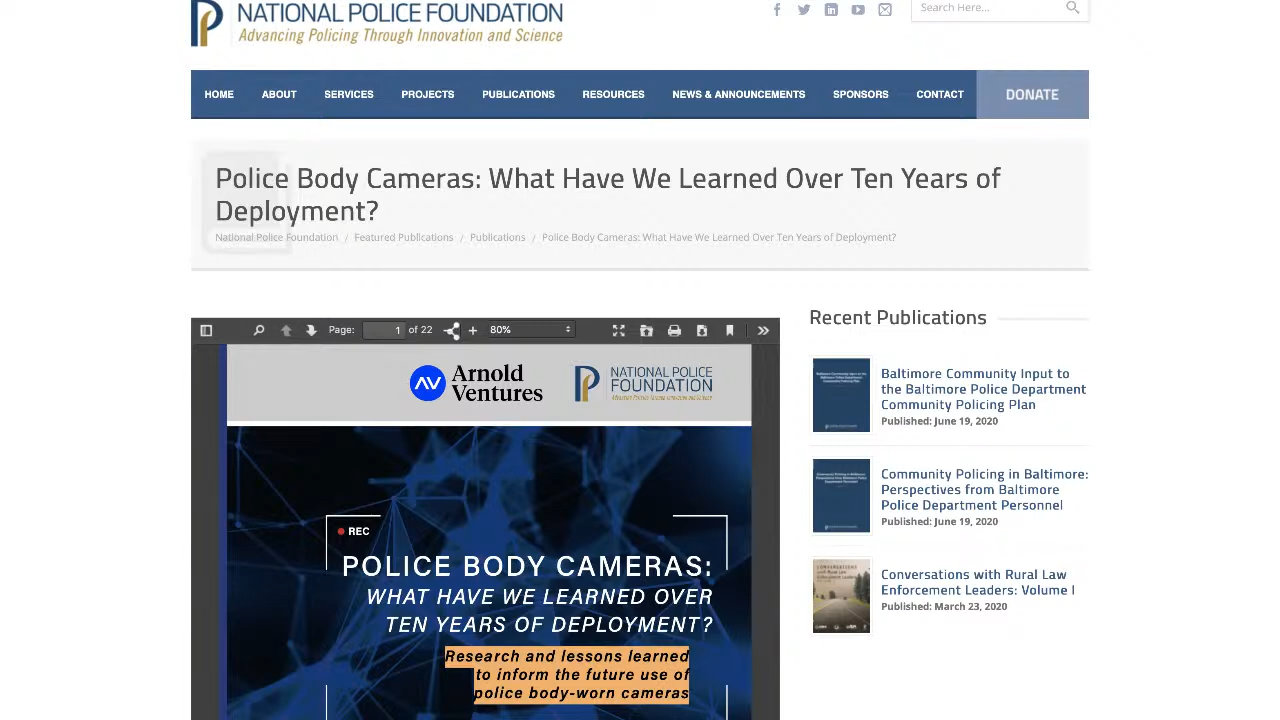 NATIONAL POLICE FOUNDATION
Advancing Policing Through Innovation and Science
Search Here...
HOME ABOUT SERVICES PROJECTS PUBLICATIONS RESOURCES NEWS & ANNOUNCEMENTS SPONSORS CONTACT DONATE
Police Body Cameras: What Have We Learned Over Ten Years of
Deployment?
National Police Foundation / Featured Publications / Publications / Police Body Cameras: What Have We Learned Over Ten Years of Deployment?
Page: 1 of 22 80%
Arnold
Ventures
NATIONAL POLICE
FOUNDATION
REC
POLICE BODY CAMERAS:
WHAT HAVE WE LEARNED OVER
TEN YEARS OF DEPLOYMENT?
Research and lessons learned
to inform the future use of
police body-worn cameras
Recent Publications
Baltimore Community Input to
the Baltimore Police Department
Community Policing Plan
Published: June 19, 2020
Community Policing in Baltimore:
Perspectives from Baltimore
Police Department Personnel
Published: June 19, 2020
Conversations with Rural Law
Enforcement Leaders: Volume I
Published: March 23, 2020